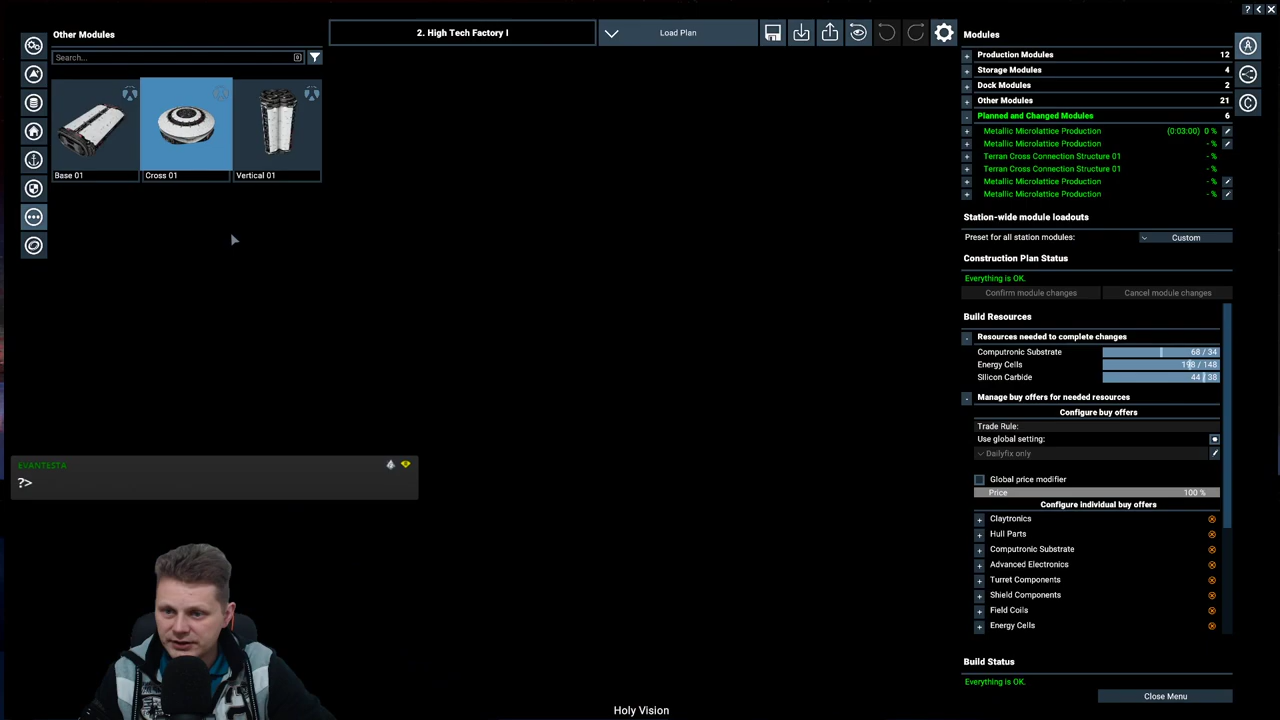 Other Modules
Search...
Base 01
Cross 01
Vertical 01
2. High Tech Factory I
Load Plan
? < X
Modules
+ Production Modules 12
+ Storage Modules 4
+ Dock Modules 2
+ Other Modules 21
- Planned and Changed Modules 6
+ Metallic Microlattice Production (0:03:00) 0 %
+ Metallic Microlattice Production - %
+ Terran Cross Connection Structure 01 - %
+ Terran Cross Connection Structure 01 - %
+ Metallic Microlattice Production - %
+ Metallic Microlattice Production - %
Station-wide module loadouts
Preset for all station modules: Custom
Construction Plan Status
Everything is OK.
Confirm module changes
Cancel module changes
Build Resources
- Resources needed to complete changes
Computronic Substrate 68 / 34
Energy Cells 198 / 148
Silicon Carbide 44 / 38
- Manage buy offers for needed resources
Configure buy offers
Trade Rule:
Use global setting:
Dailyfix only
Global price modifier
Price 100 %
Configure individual buy offers
+ Claytronics
+ Hull Parts
+ Computronic Substrate
+ Advanced Electronics
+ Turret Components
+ Shield Components
+ Field Coils
+ Energy Cells
Build Status
Everything is OK.
Close Menu
EVANTESTA
?>
Holy Vision